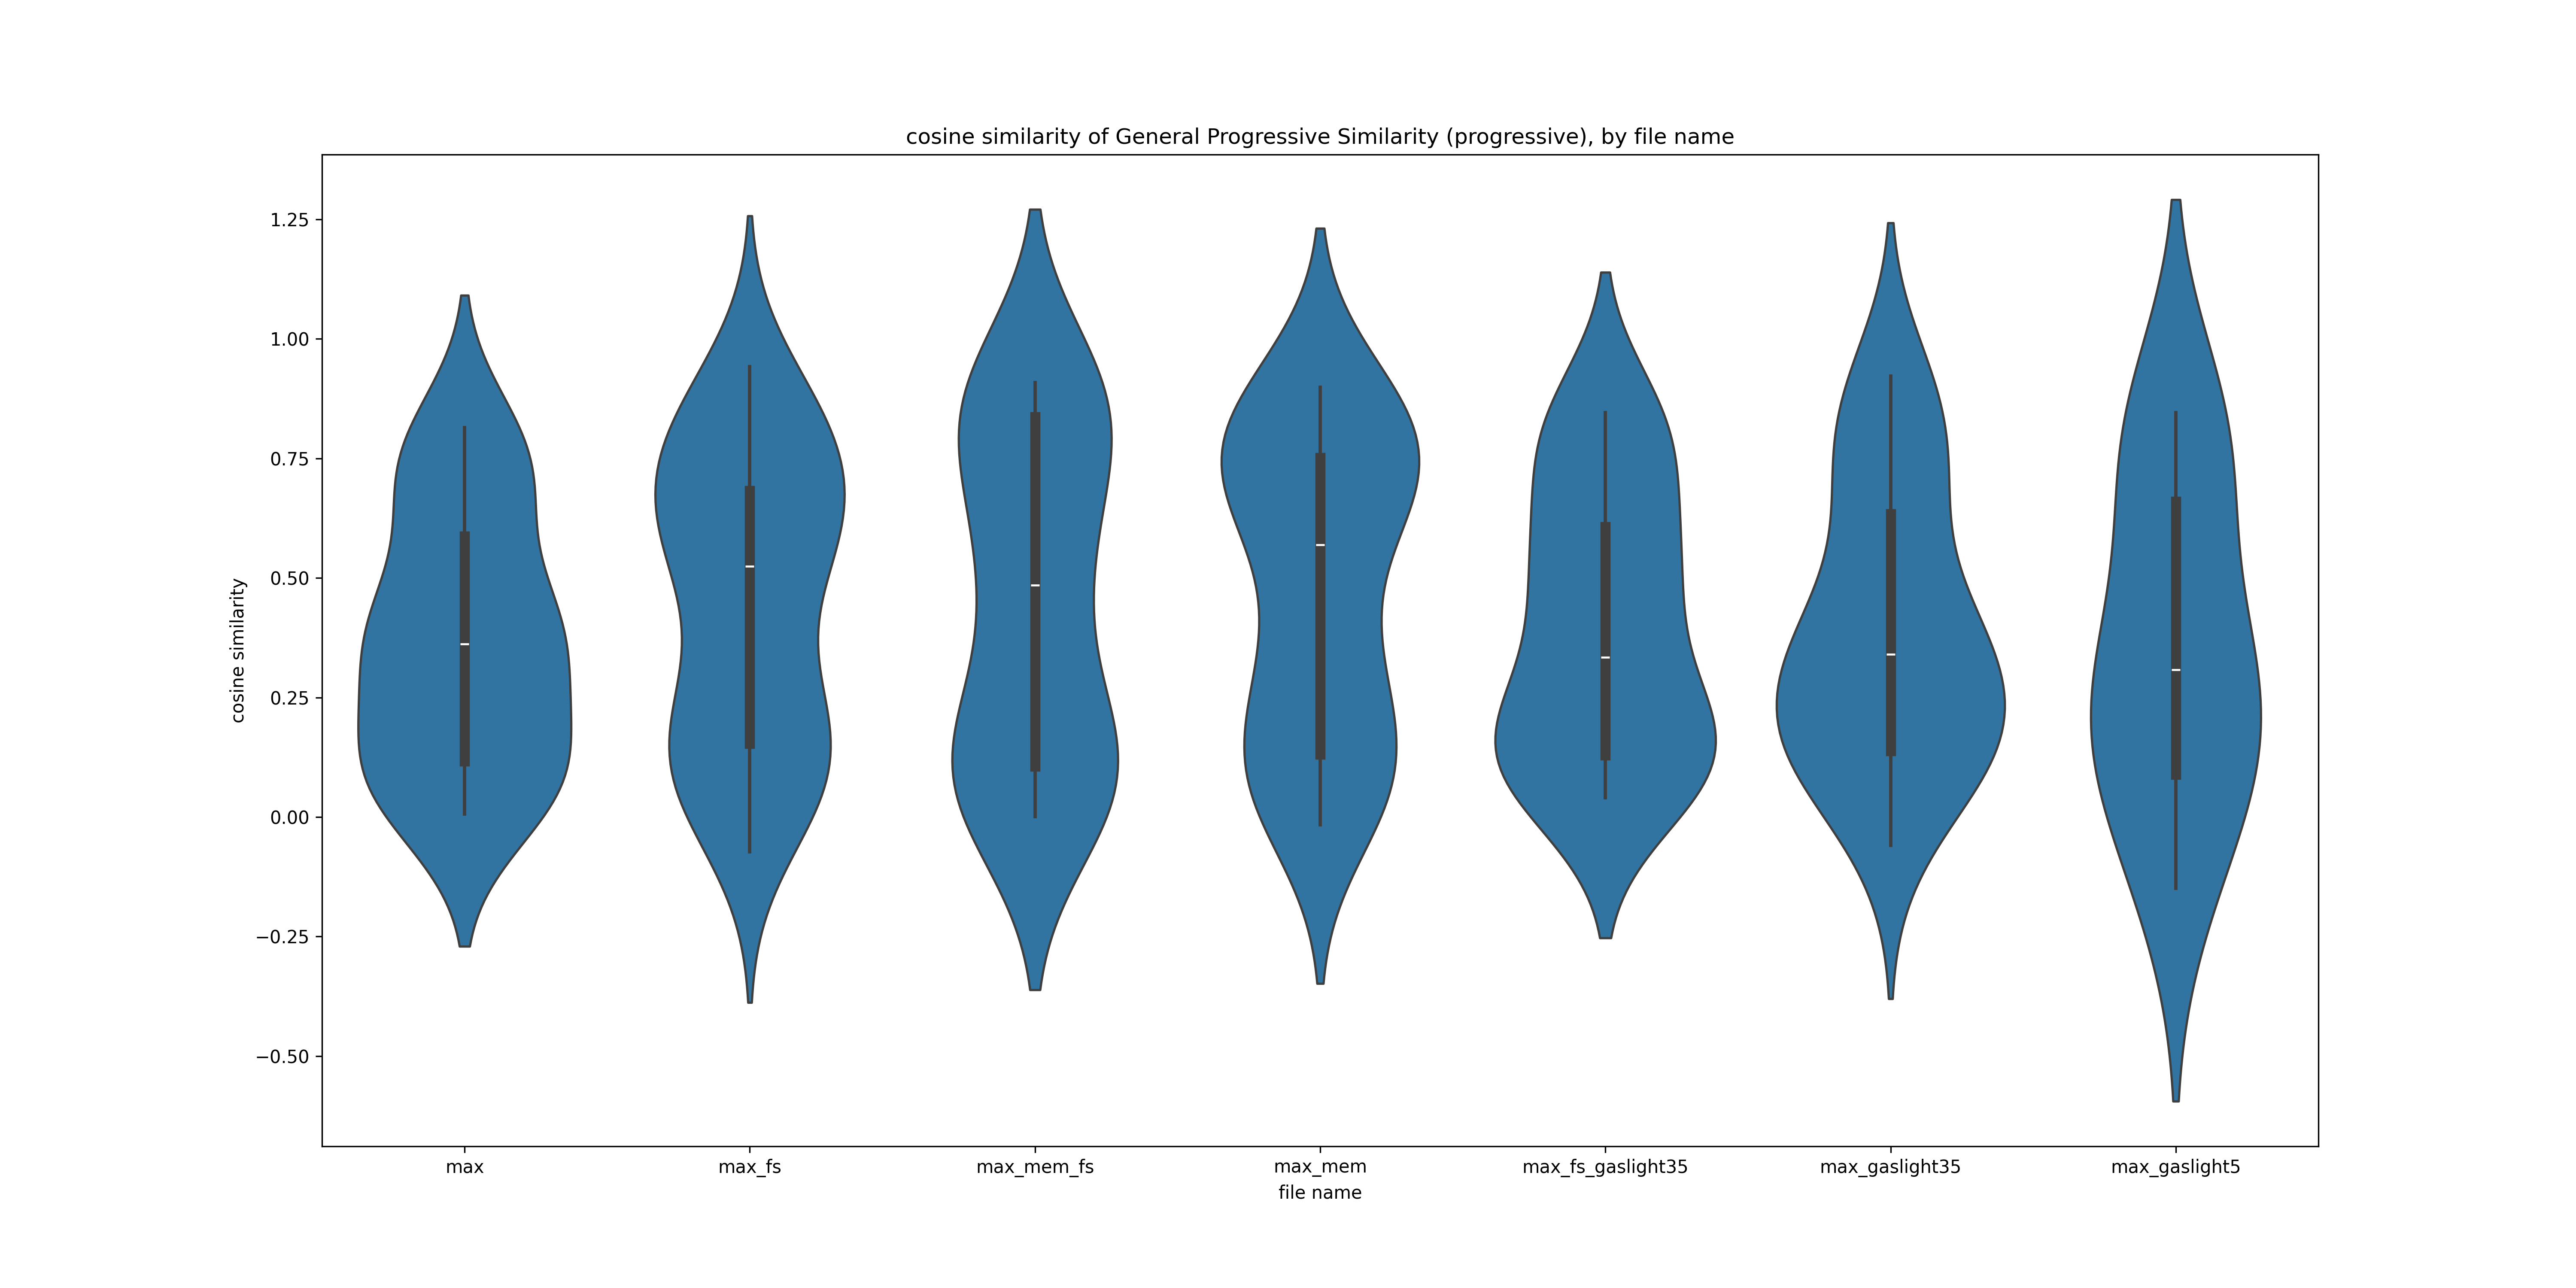 cosine similarity of General Progressive Similarity (progressive), by file name
cosine similarity
1.25
1.00
0.75
0.50
0.25
0.00
−0.25
−0.50
max max_fs max_mem_fs max_mem max_fs_gaslight35 max_gaslight35 max_gaslight5
file name